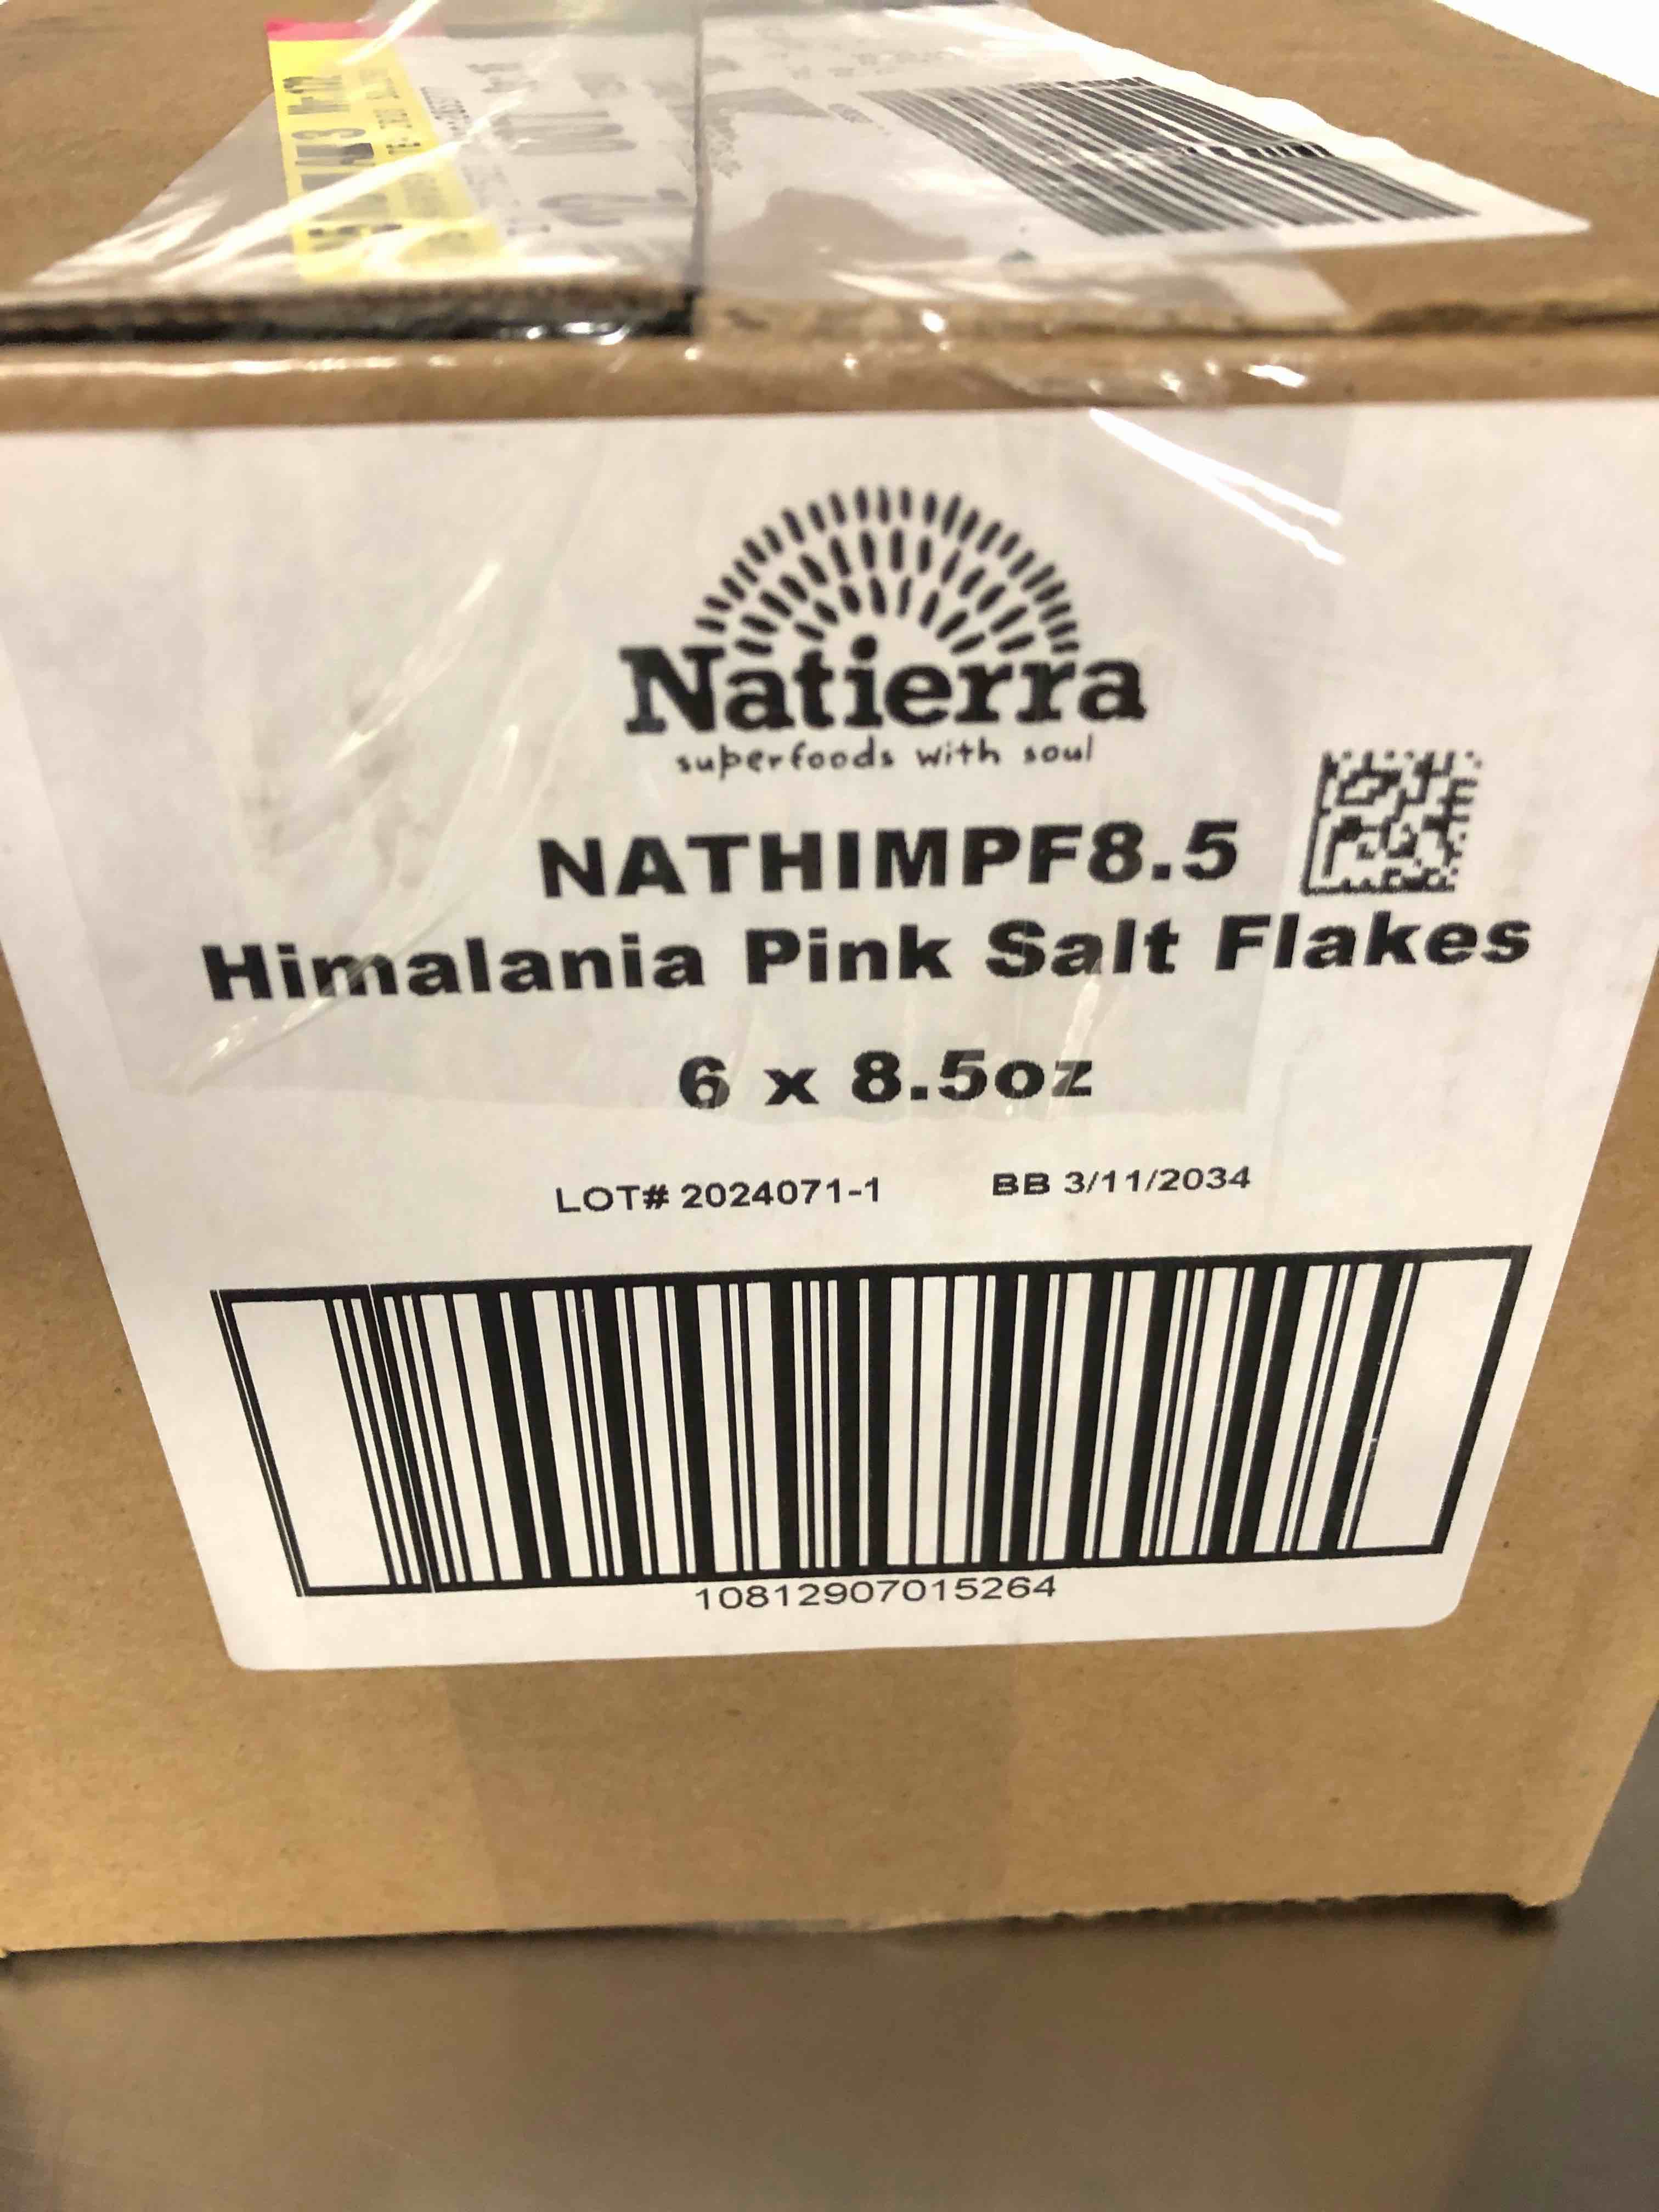 Natierra
superfoods with soul
NATHIMPF8.5
Himalania Pink Salt Flakes
6 x 8.5oz
LOT# 2024071-1 BB 3/11/2034
10812907015264